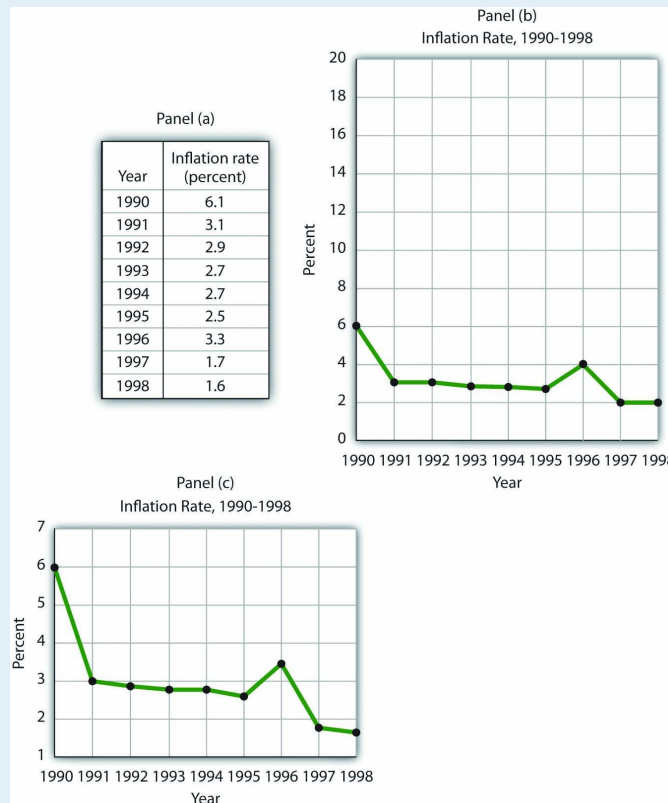 Panel (a)
Year Inflation rate (percent)
1990 6.1
1991 3.1
1992 2.9
1993 2.7
1994 2.7
1995 2.5
1996 3.3
1997 1.7
1998 1.6
Panel (b)
Inflation Rate, 1990-1998
Percent
20
18
16
14
12
10
8
6
4
2
0
1990 1991 1992 1993 1994 1995 1996 1997 1998
Year
Panel (c)
Inflation Rate, 1990-1998
Percent
7
6
5
4
3
2
1
1990 1991 1992 1993 1994 1995 1996 1997 1998
Year